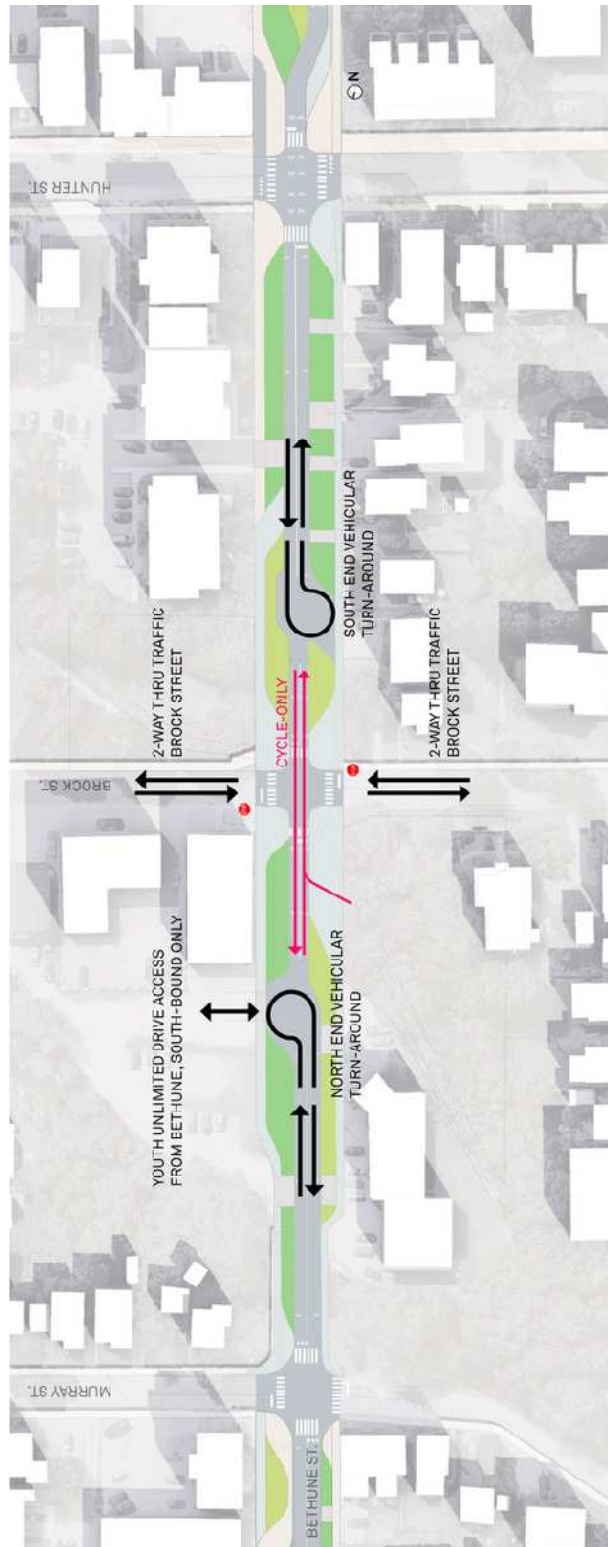 MURRAY ST.
BROCK ST.
HUNTER ST.
YOUTH UNLIMITED DRIVE ACCESS
FROM BETHUNE, SOUTH-BOUND ONLY
2-WAY THRU TRAFFIC
BROCK STREET
CYCLE-ONLY
BETHUNE ST.
NORTH END VEHICULAR
TURN-AROUND
SOUTH END VEHICULAR
TURN-AROUND
N
2-WAY THRU TRAFFIC
BROCK STREET